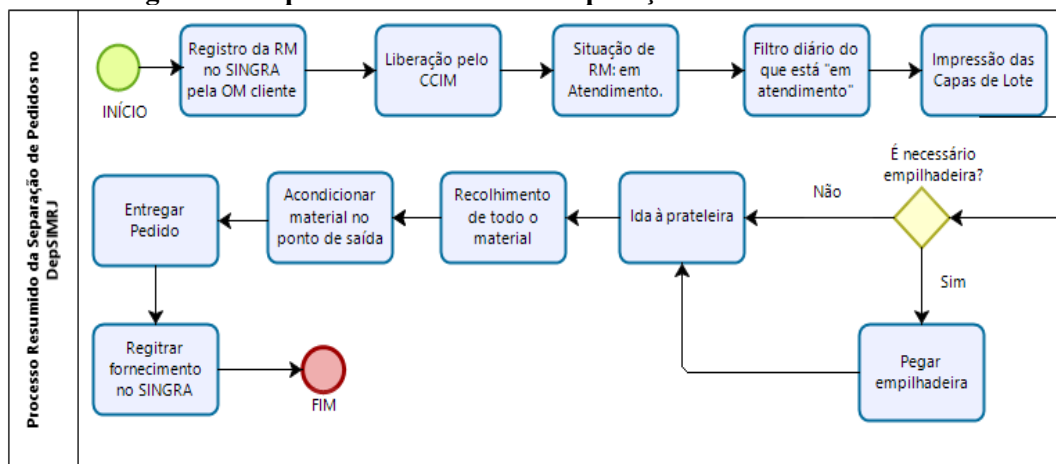 Processo Resumido da Separação de Pedidos no
DepSIMRJ
INÍCIO
Registro da RM
no SINGRA
pela OM cliente
Liberação pelo
CCIM
Situação de
RM: em
Atendimento.
Filtro diário do
que está "em
atendimento"
Impressão das
Capas de Lote
É necessário
empilhadeira?
Não
Sim
Pegar
empilhadeira
Ida à prateleira
Recolhimento
de todo o
material
Acondicionar
material no
ponto de saída
Entregar
Pedido
Regitrar
fornecimento
no SINGRA
FIM